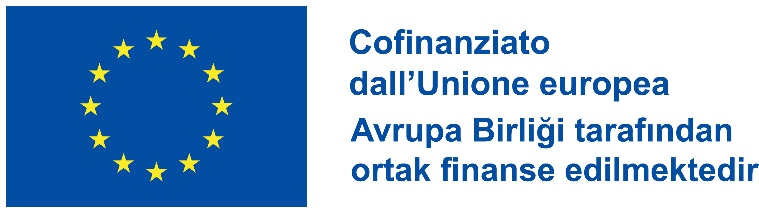 Cofinanziato
dall’Unione europea
Avrupa Birliği tarafından
ortak finanse edilmektedir